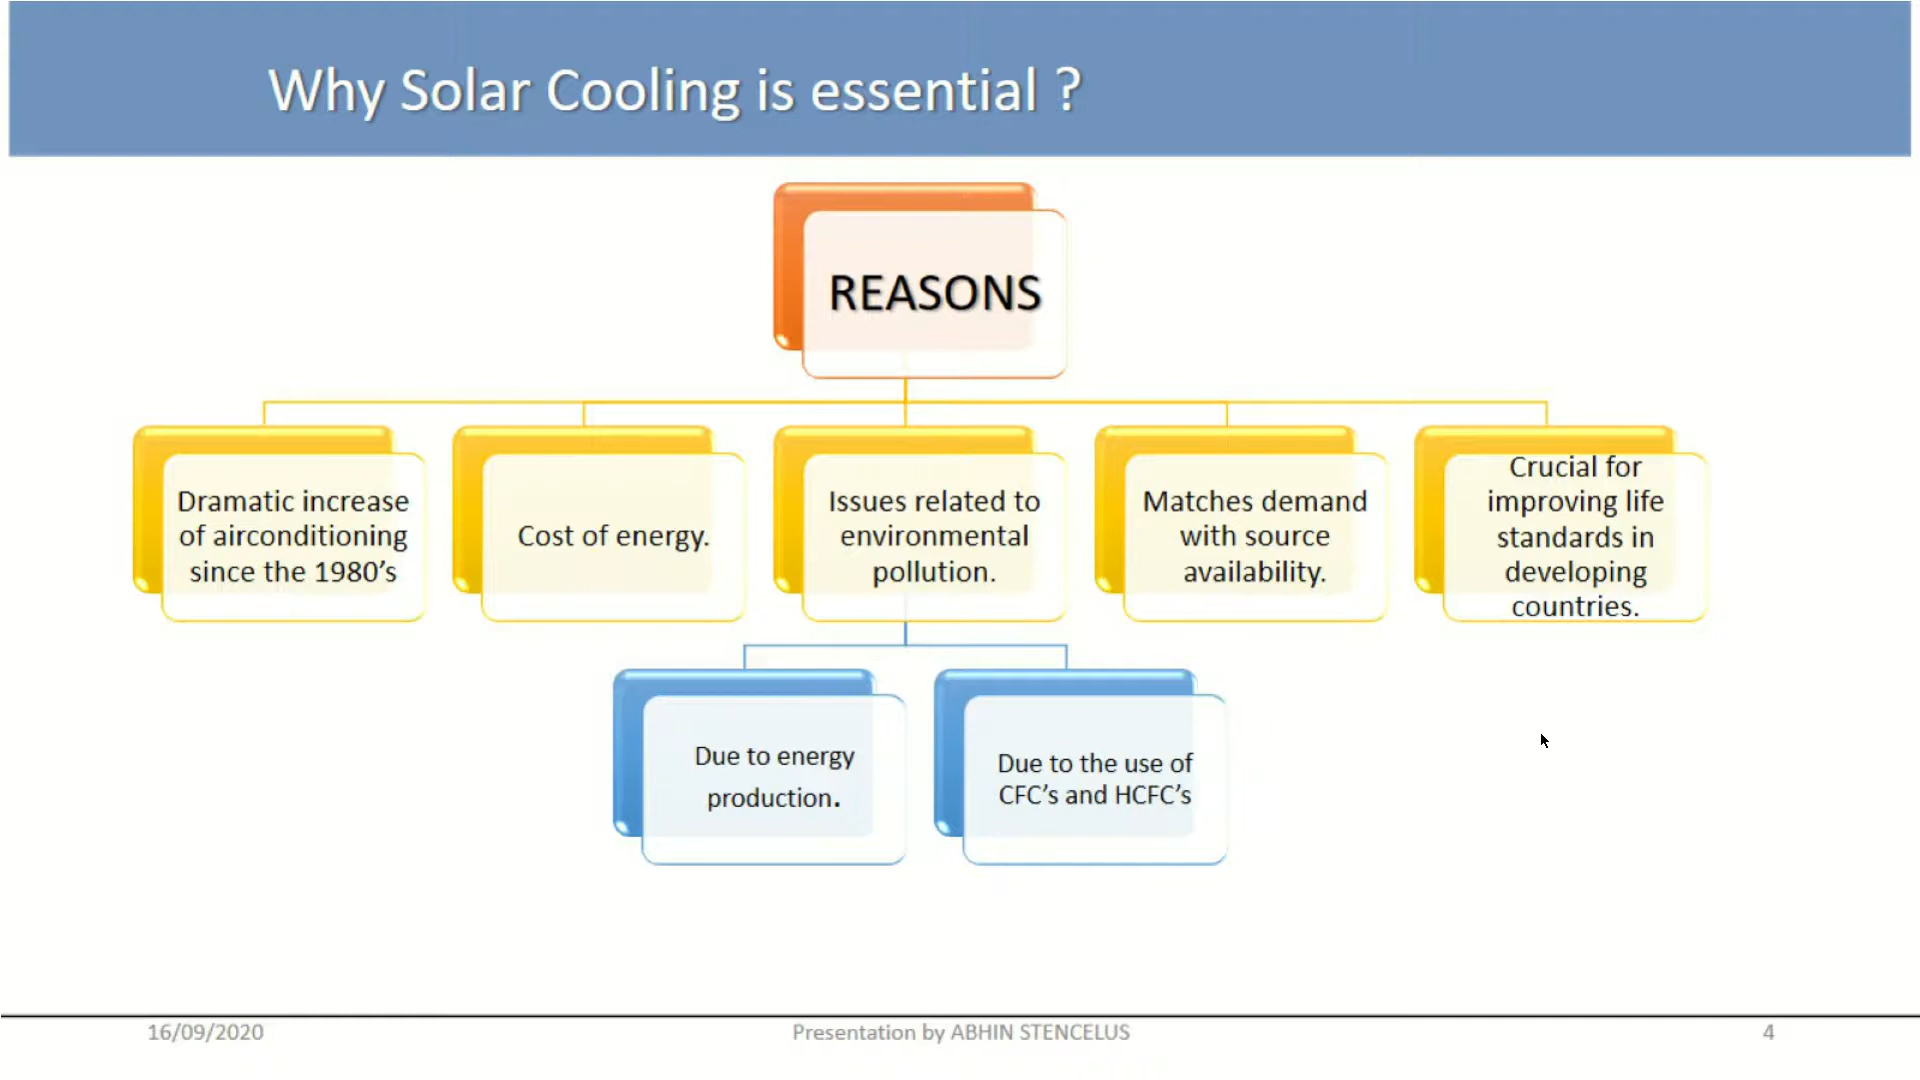 Why Solar Cooling is essential ?
REASONS
Dramatic increase
of airconditioning
since the 1980’s
Cost of energy.
Issues related to
environmental
pollution.
Matches demand
with source
availability.
Crucial for
improving life
standards in
developing
countries.
Due to energy
production.
Due to the use of
CFC’s and HCFC’s
16/09/2020
Presentation by ABHIN STENCELUS
4